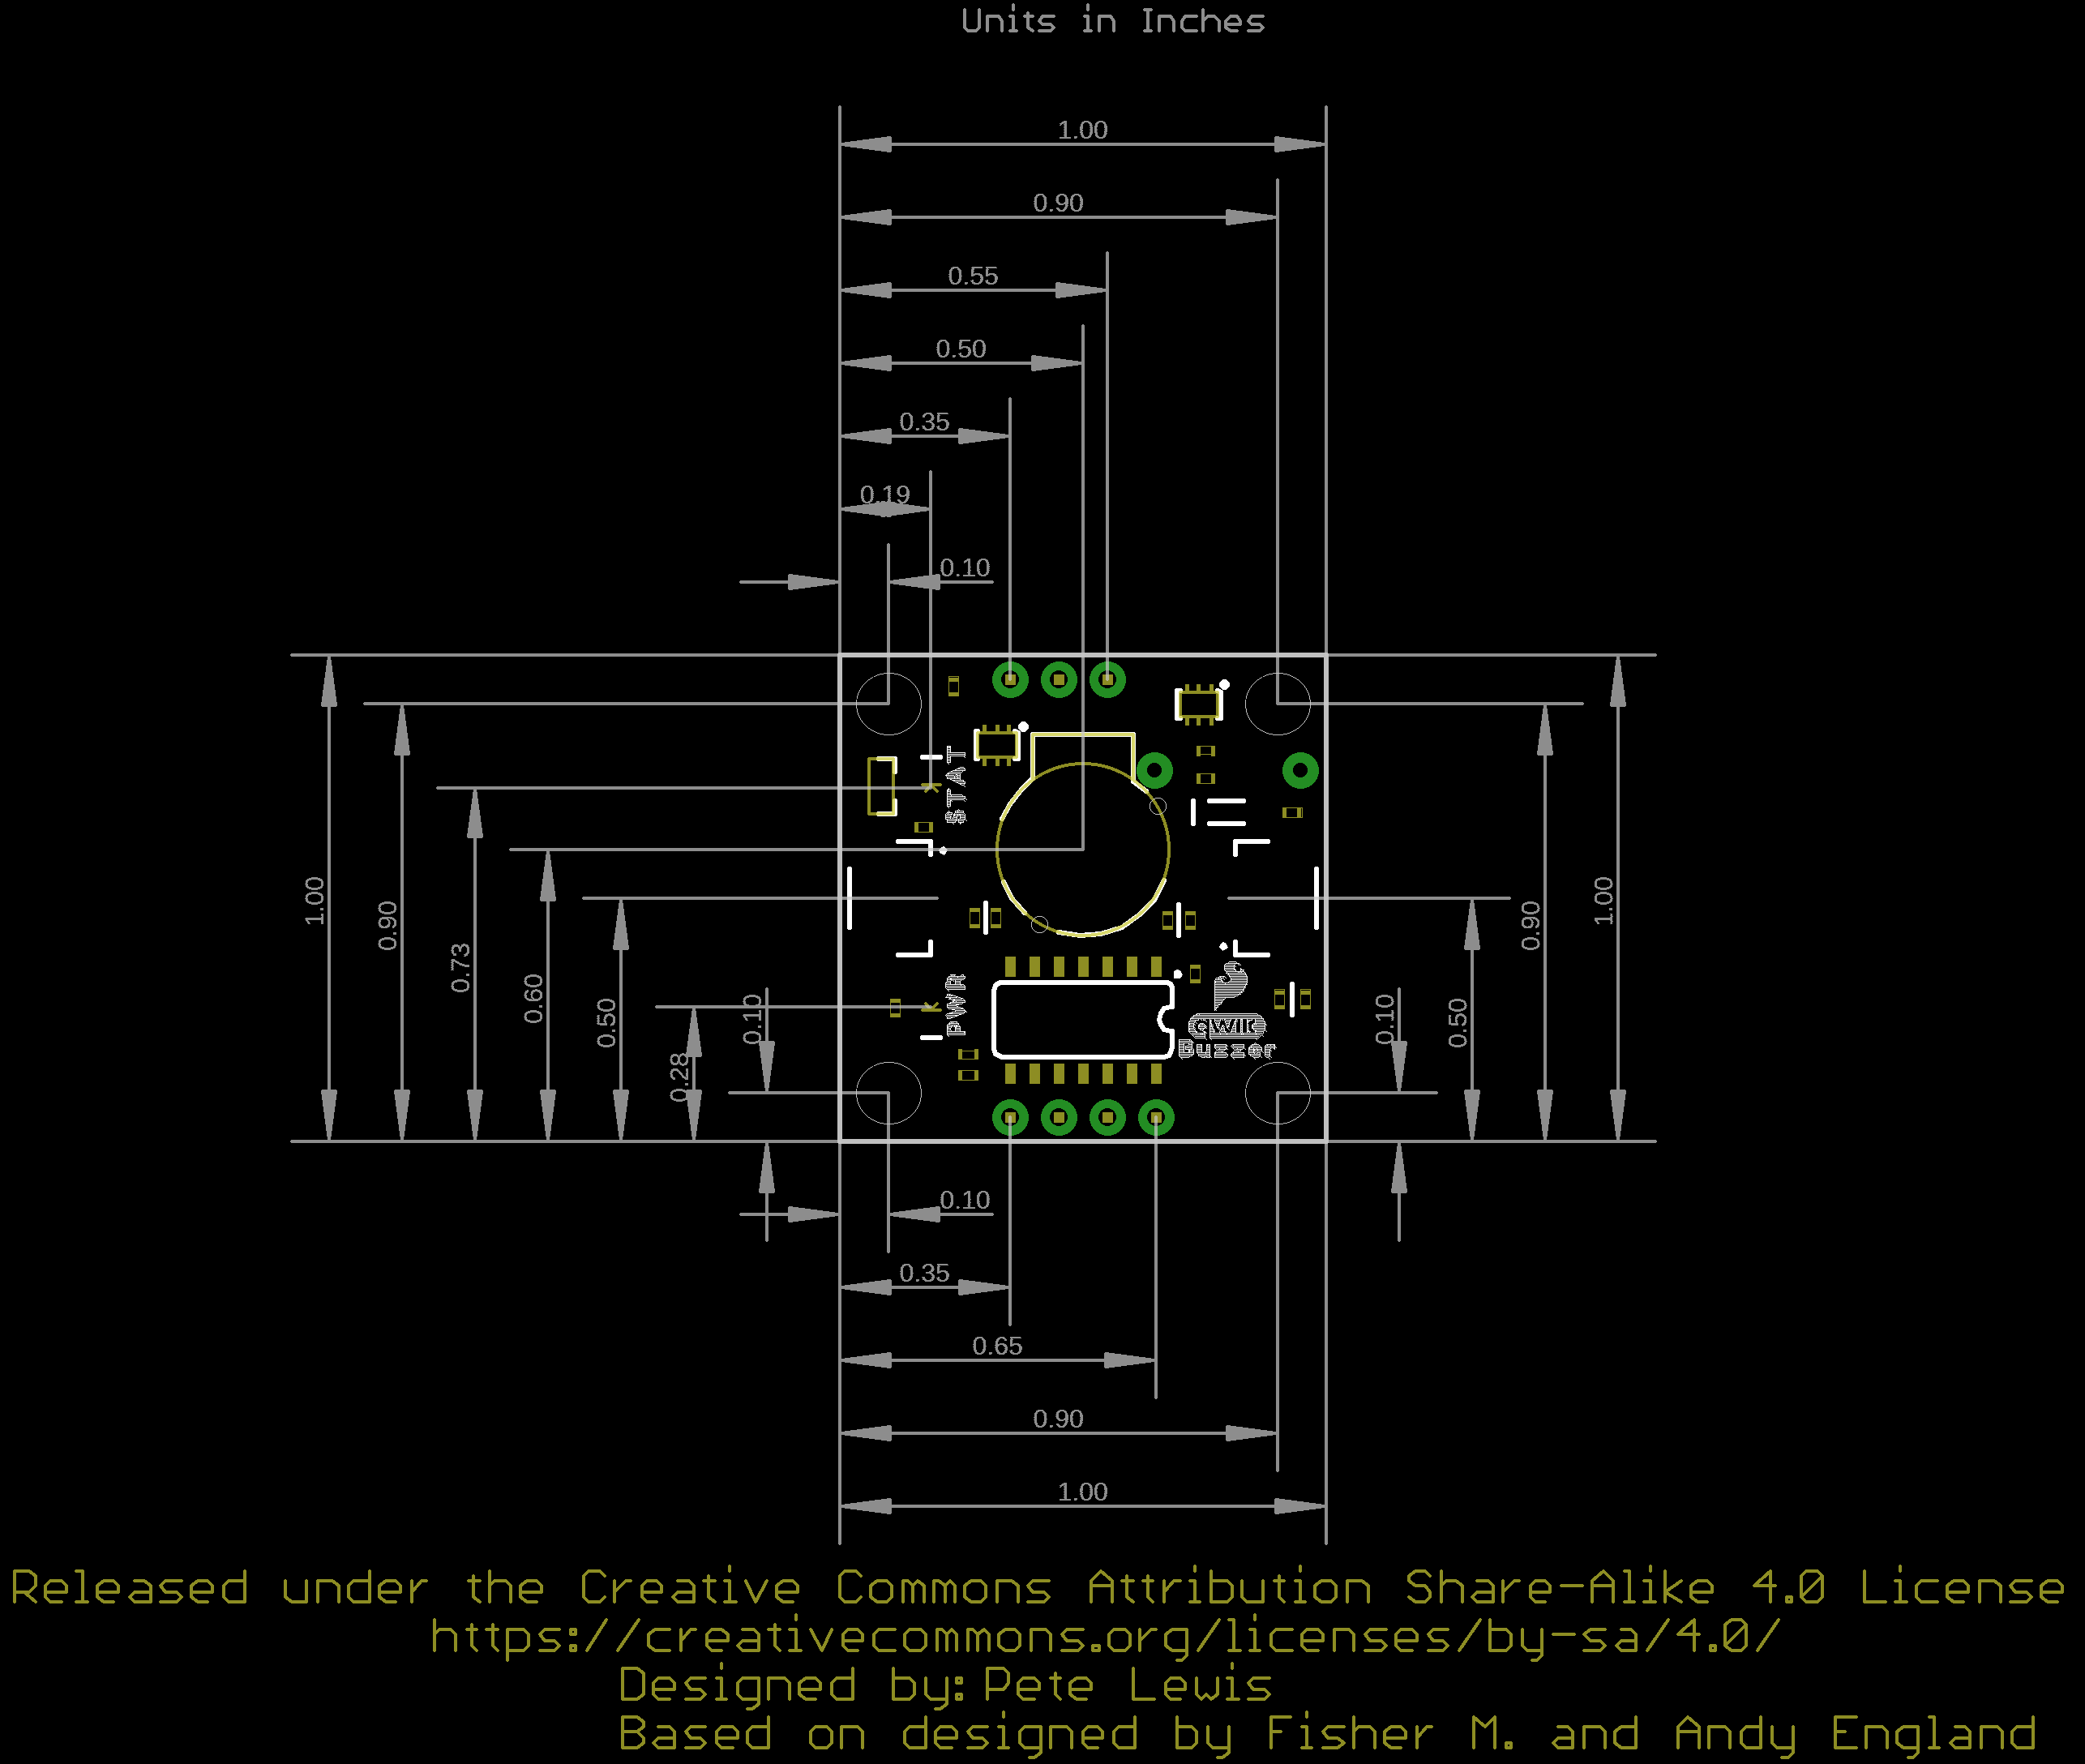 Units in Inches
1.00
0.90
0.55
0.50
0.35
0.19
0.10
STAT
1.00
0.90
0.73
0.60
0.50
0.28
0.10
PWR
qwiic
Buzzer
0.10
0.50
0.90
1.00
0.10
0.35
0.65
0.90
1.00
Released under the Creative Commons Attribution Share-Alike 4.0 License
https://creativecommons.org/licenses/by-sa/4.0/
Designed by: Pete Lewis
Based on designed by Fisher M. and Andy England